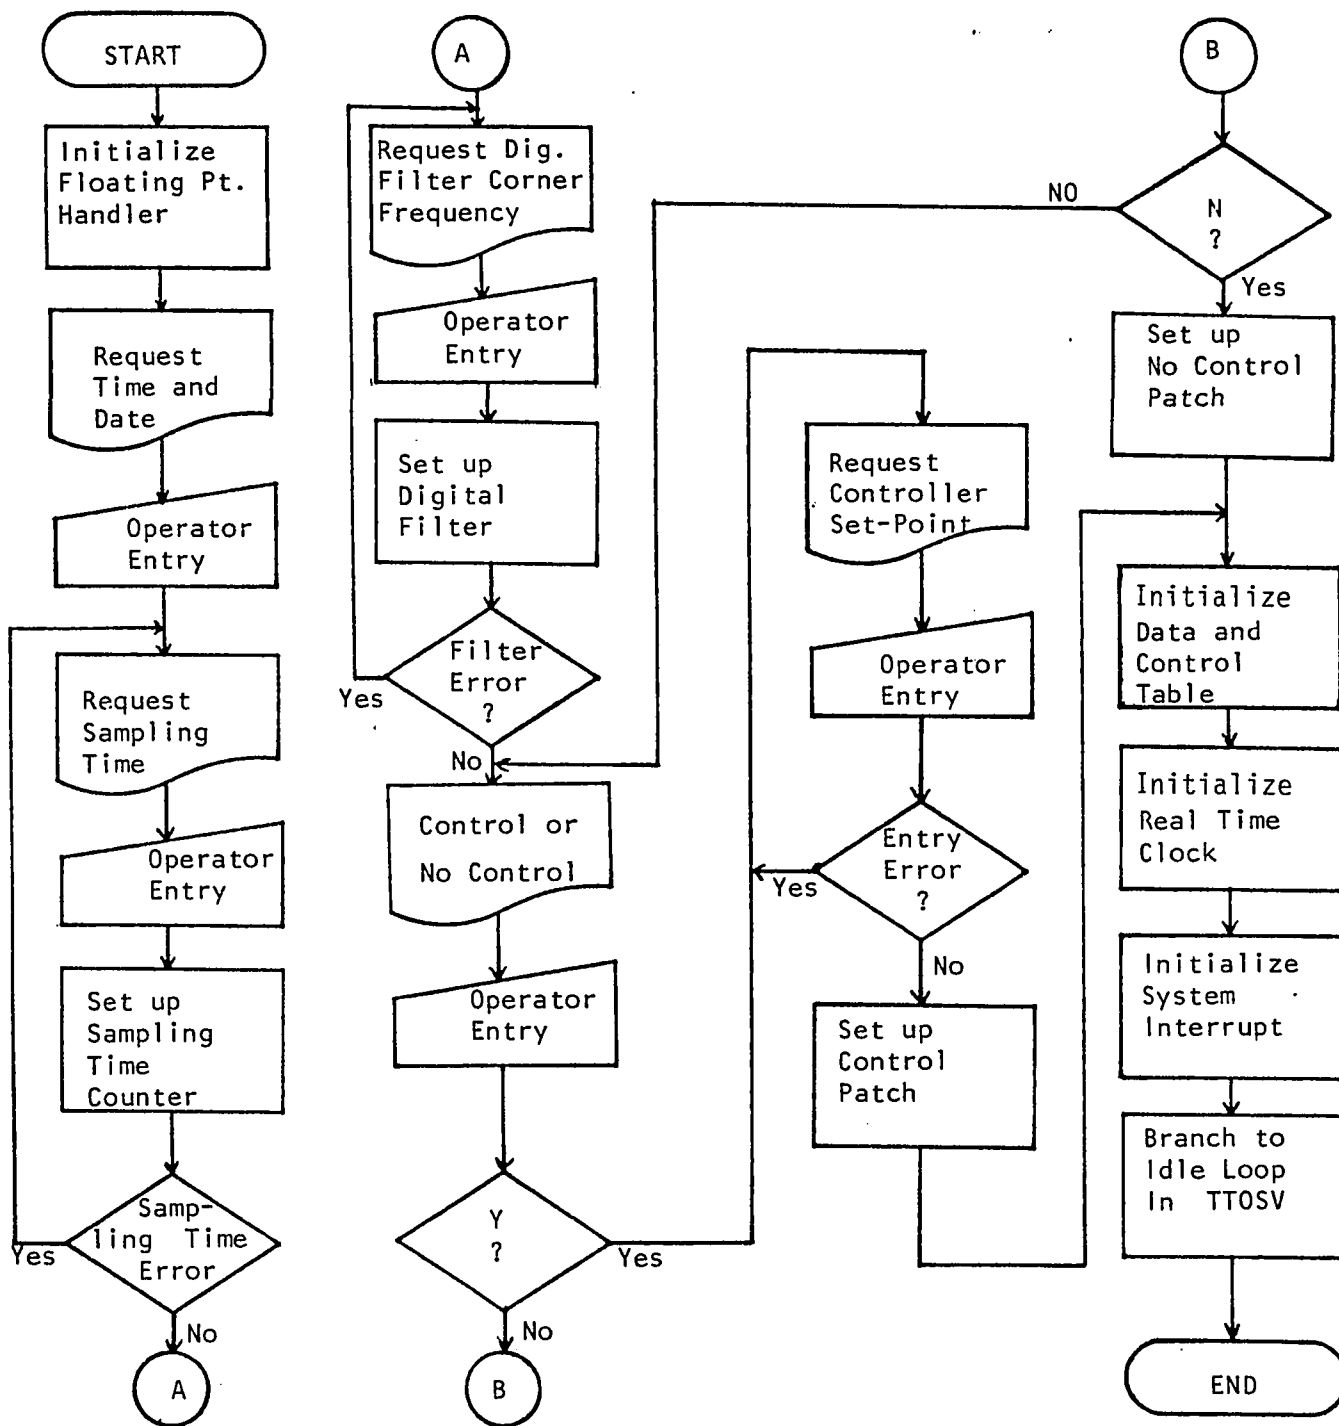 START
Initialize
Floating Pt.
Handler
Request
Time and
Date
Operator
Entry
Request
Sampling
Time
Operator
Entry
Set up
Sampling
Time
Counter
Samp-
ling Time
Error
Yes
No
A
A
Request Dig.
Filter Corner
Frequency
Operator
Entry
Set up
Digital
Filter
Filter
Error
?
Yes
No
Control or
No Control
Operator
Entry
Y
?
Yes
No
B
Request
Controller
Set-Point
Operator
Entry
Entry
Error
?
Yes
No
Set up
Control
Patch
B
N
?
NO
Yes
Set up
No Control
Patch
Initialize
Data and
Control
Table
Initialize
Real Time
Clock
Initialize
System
Interrupt
Branch to
Idle Loop
In TTOSV
END